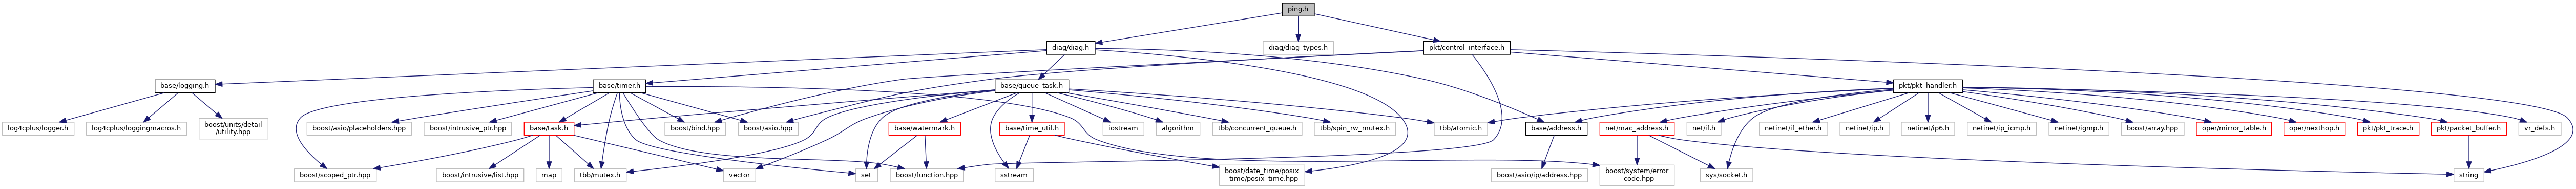 ping.h
diag/diag.h
diag/diag_types.h
pkt/control_interface.h
base/logging.h
base/timer.h
base/queue_task.h
pkt/pkt_handler.h
log4cplus/logger.h
log4cplus/loggingmacros.h
boost/units/detail
/utility.hpp
boost/asio/placeholders.hpp
boost/intrusive_ptr.hpp
base/task.h
boost/bind.hpp
boost/asio.hpp
base/watermark.h
base/time_util.h
iostream
algorithm
tbb/concurrent_queue.h
tbb/spin_rw_mutex.h
tbb/atomic.h
base/address.h
net/mac_address.h
net/if.h
netinet/if_ether.h
netinet/ip.h
netinet/ip6.h
netinet/ip_icmp.h
netinet/igmp.h
boost/array.hpp
oper/mirror_table.h
oper/nexthop.h
pkt/pkt_trace.h
pkt/packet_buffer.h
vr_defs.h
boost/scoped_ptr.hpp
boost/intrusive/list.hpp
map
tbb/mutex.h
vector
set
boost/function.hpp
sstream
boost/date_time/posix
_time/posix_time.hpp
boost/asio/ip/address.hpp
boost/system/error
_code.hpp
sys/socket.h
string